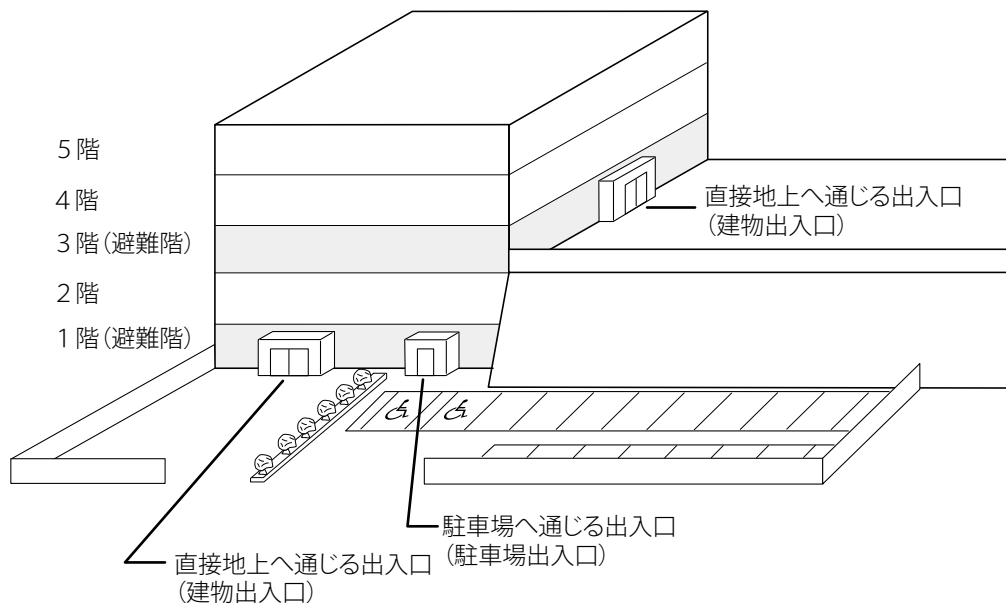 5階
4階
3階（避難階）
2階
1階（避難階）
直接地上へ通じる出入口
（建物出入口）
駐車場へ通じる出入口
（駐車場出入口）
直接地上へ通じる出入口
（建物出入口）